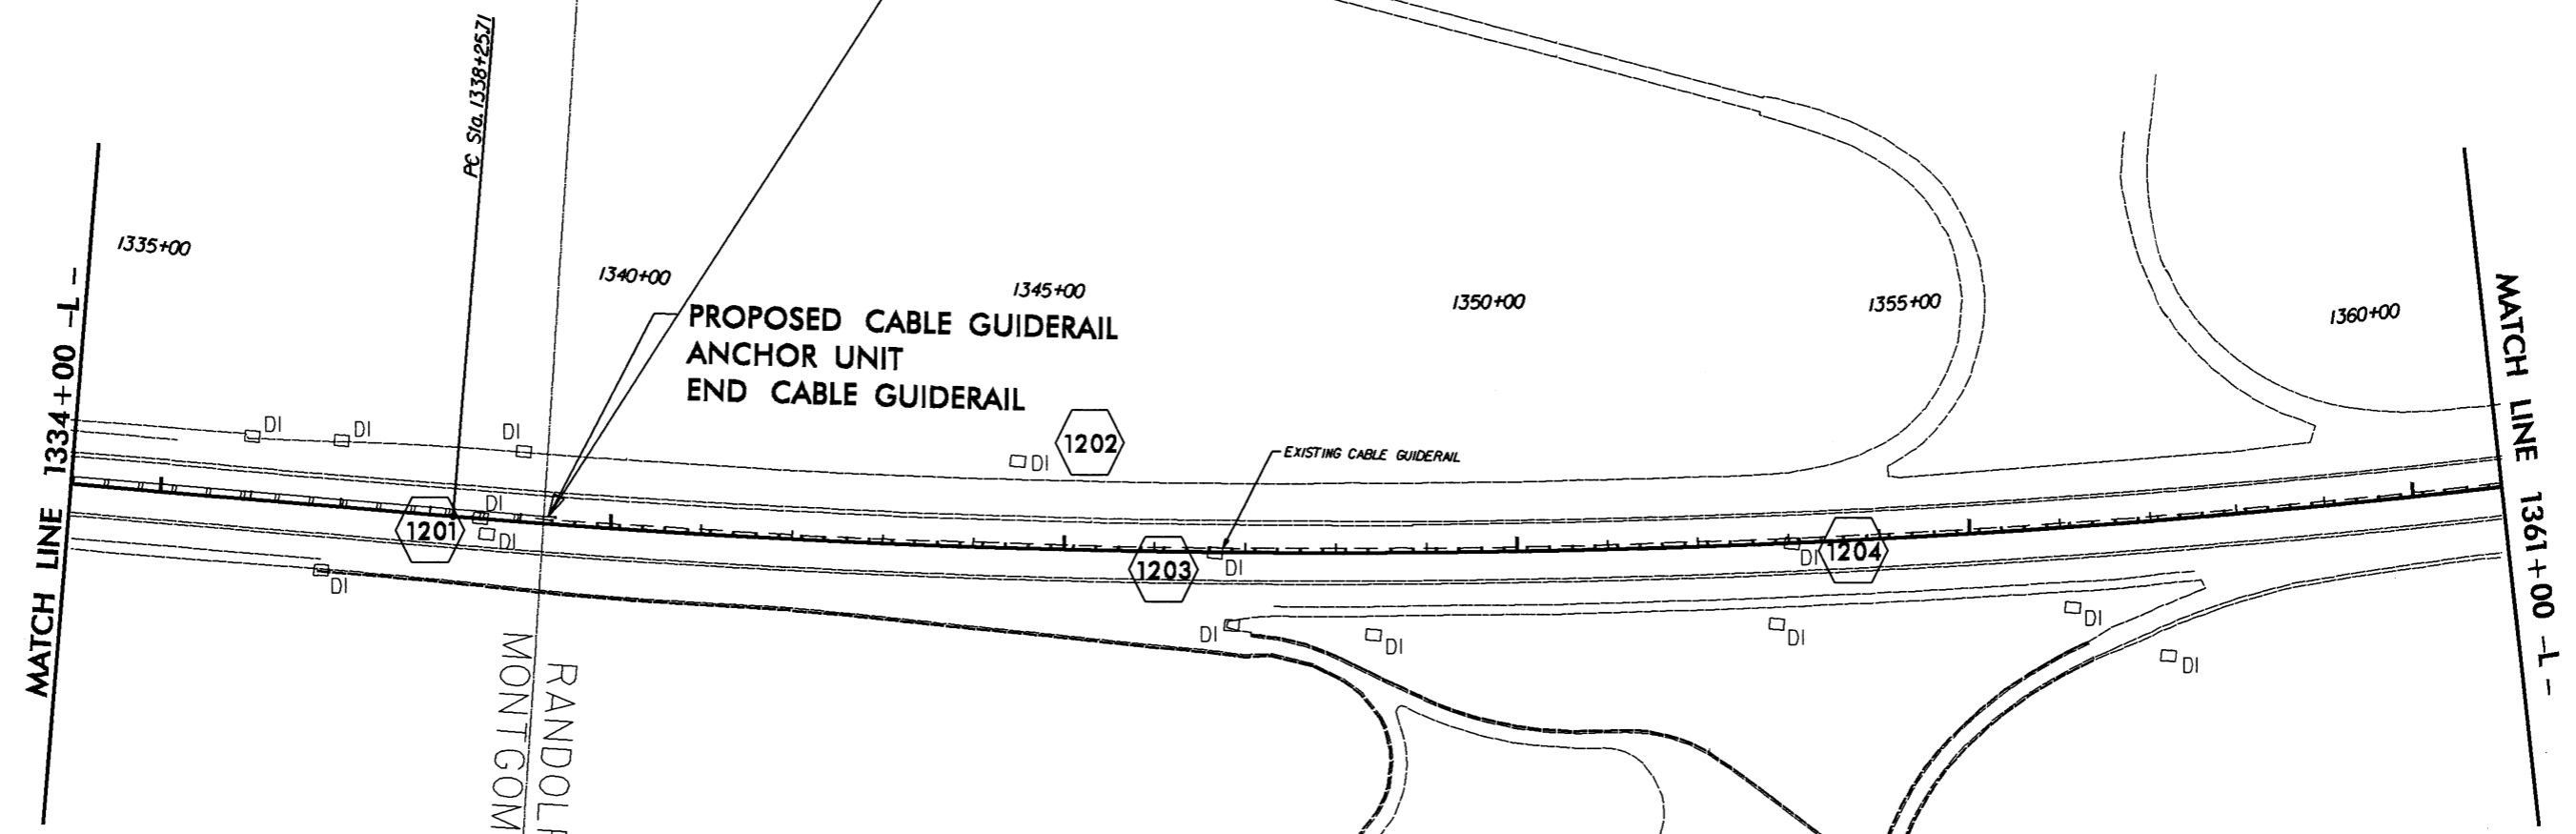 PC Sta. 1338+25.71
1335+00
1340+00
1345+00
1350+00
1355+00
1360+00
MATCH LINE 1334+00 -L-
MATCH LINE 1361+00 -L-
PROPOSED CABLE GUIDERAIL
ANCHOR UNIT
END CABLE GUIDERAIL
DI
DI
DI
DI
1202
EXISTING CABLE GUIDERAIL
DI
1201
DI
1203
DI
DI
1204
DI
DI
DI
DI
DI
DI
MONTGOM
RANDOL